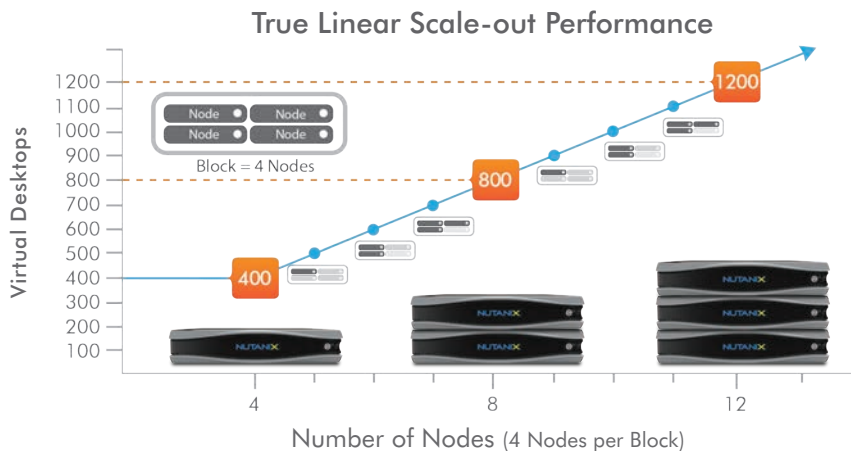 True Linear Scale-out Performance
Virtual Desktops
1200
1100
1000
900
800
700
600
500
400
300
200
100
Node Node
Node Node
Block = 4 Nodes
400
800
1200
NUTANIX
NUTANIX
NUTANIX
NUTANIX
NUTANIX
NUTANIX
4 8 12
Number of Nodes (4 Nodes per Block)